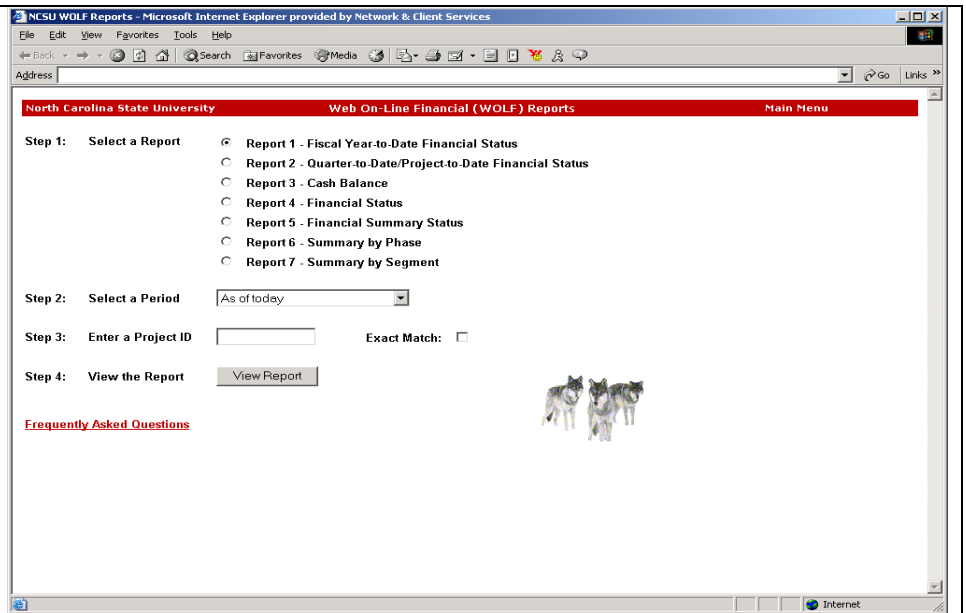 NCSU WOLF Reports - Microsoft Internet Explorer provided by Network & Client Services
File Edit View Favorites Tools Help
Back Search Favorites Media
Address Go Links »
North Carolina State University Web On-Line Financial (WOLF) Reports Main Menu
Step 1: Select a Report Report 1 - Fiscal Year-to-Date Financial Status
Report 2 - Quarter-to-Date/Project-to-Date Financial Status
Report 3 - Cash Balance
Report 4 - Financial Status
Report 5 - Financial Summary Status
Report 6 - Summary by Phase
Report 7 - Summary by Segment
Step 2: Select a Period As of today
Step 3: Enter a Project ID Exact Match:
Step 4: View the Report View Report
Frequently Asked Questions
Internet